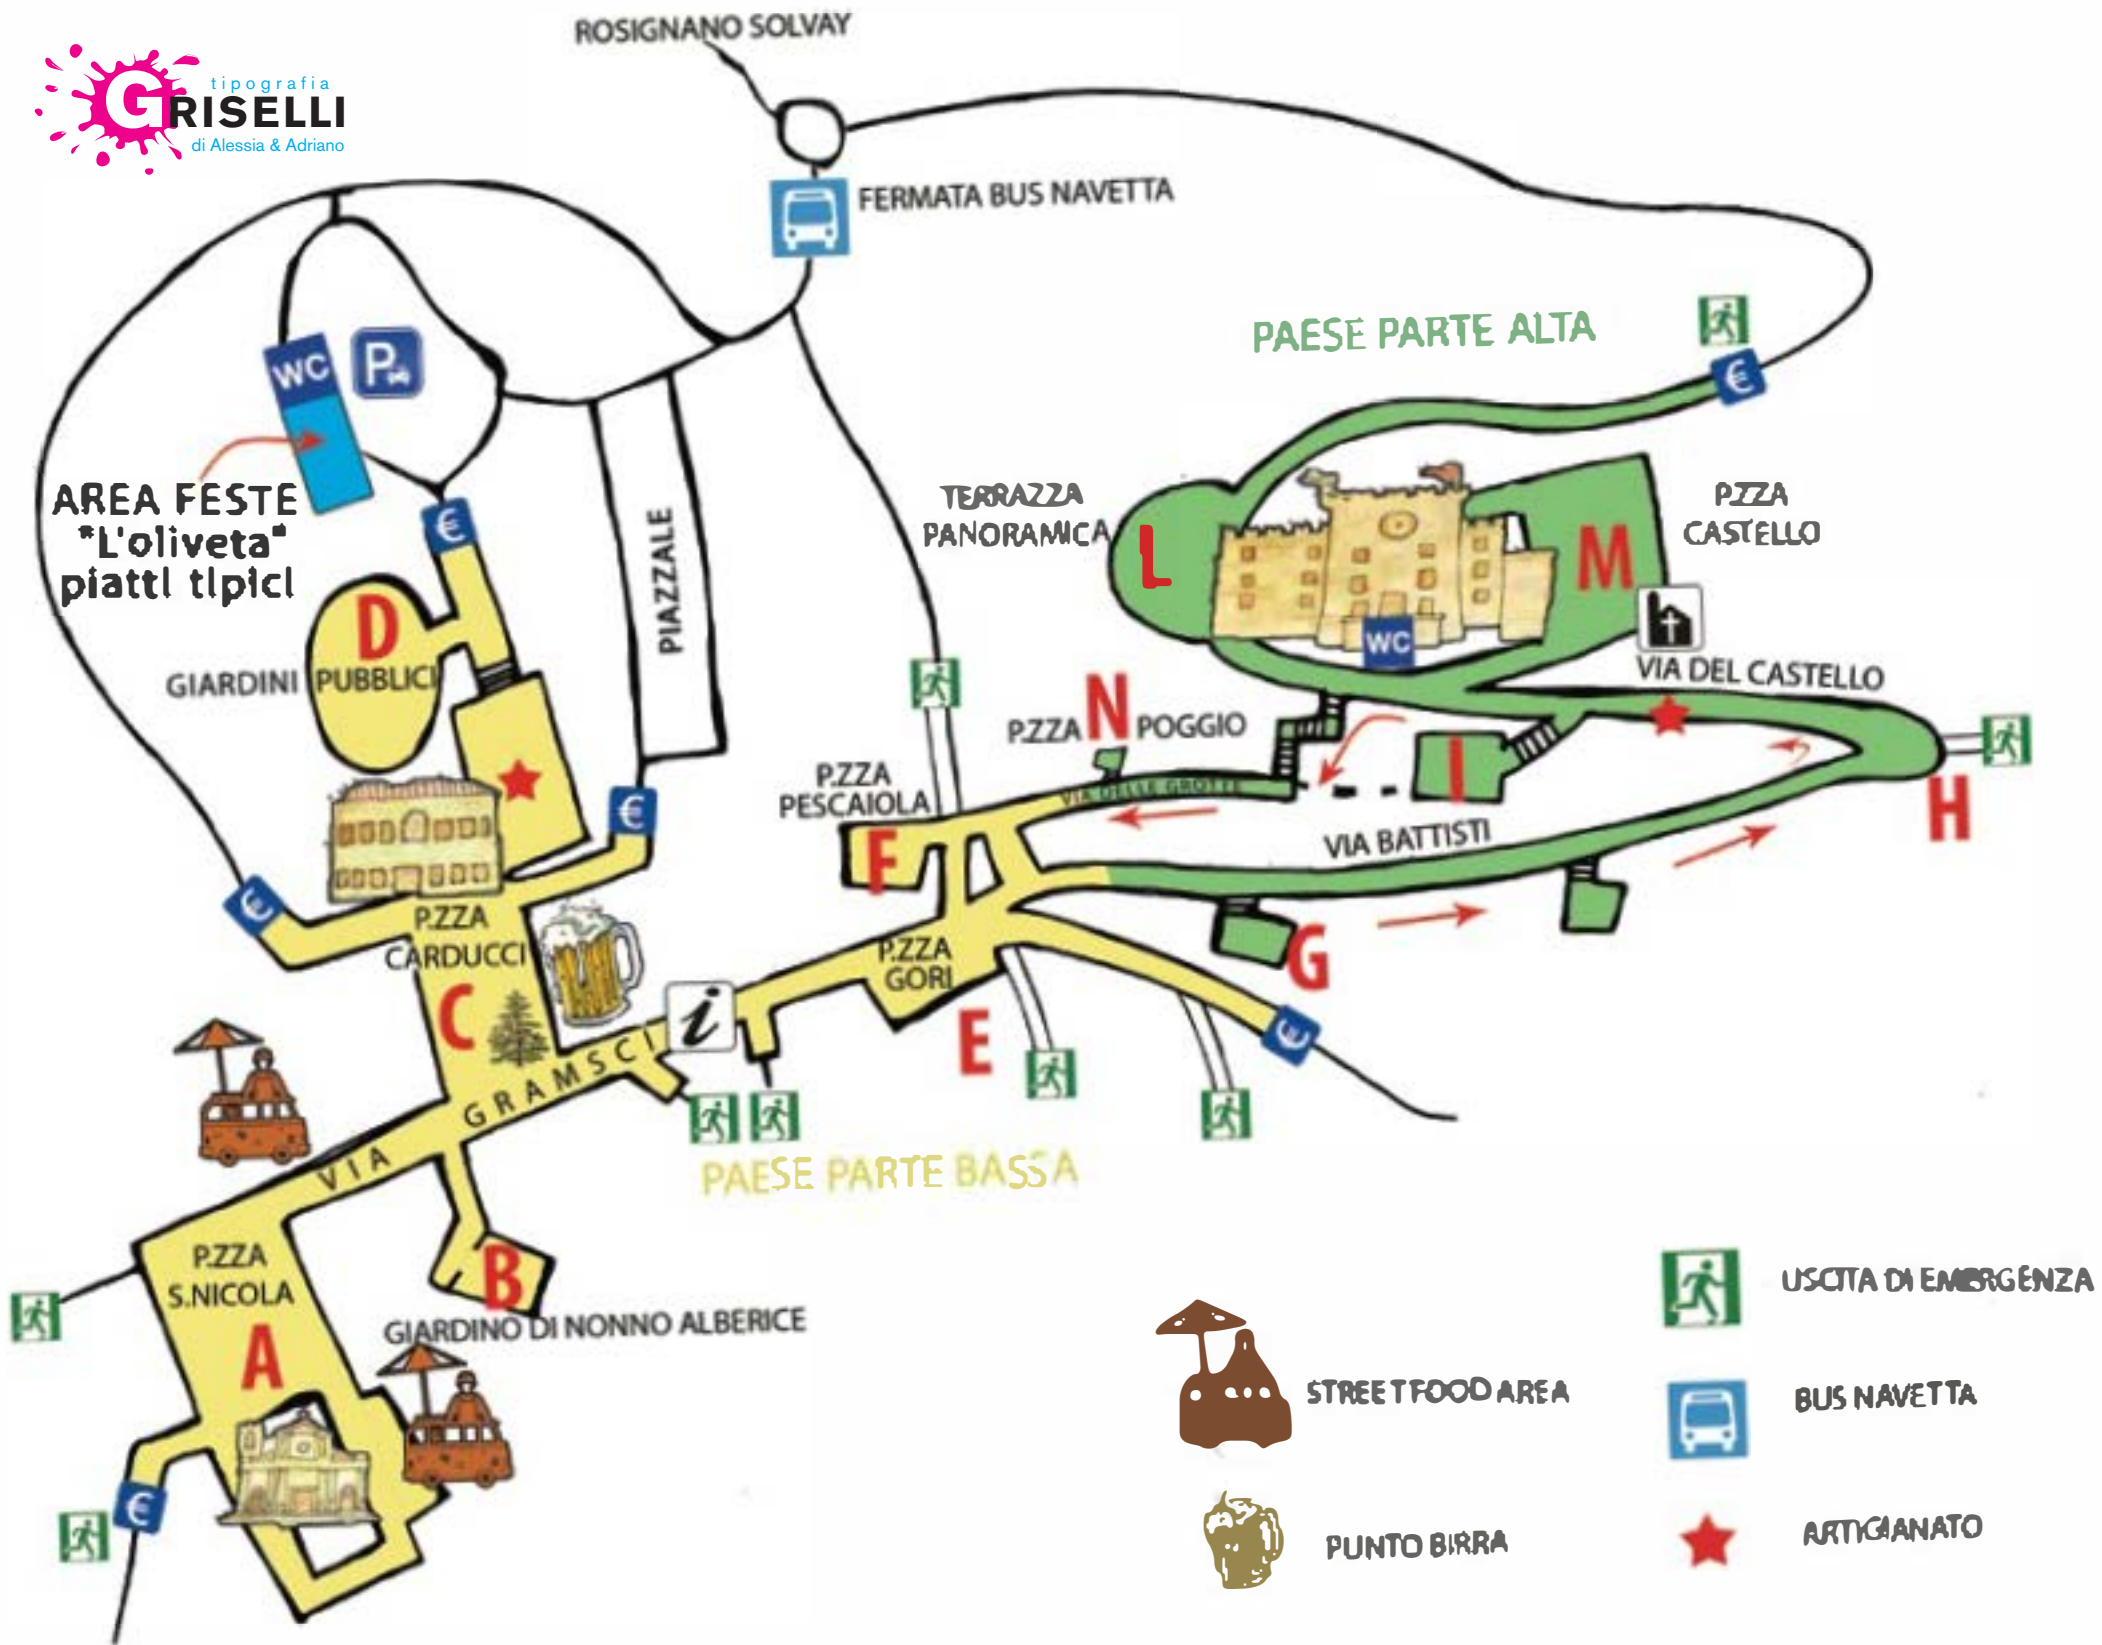 ROSIGNANO SOLVAY
tipografia
GRISELLI
di Alessia & Adriano
FERMATA BUS NAVETTA
PAESE PARTE ALTA
€
WC
P
AREA FESTE
"L'oliveta"
piatti tipici
€
TERRAZZA
PANORAMICA
L
M
P.ZZA
CASTELLO
WC
PIAZZALE
D
GIARDINI PUBBLICI
VIA DEL CASTELLO
P.ZZA N POGGIO
I
H
P.ZZA
PESCAIOLA
VIA DELLE GROTTE
€
F
VIA BATTISTI
€
P.ZZA
CARDUCCI
C
P.ZZA
GORI
G
i
E
€
VIA GRAMSCI
PAESE PARTE BASSA
P.ZZA
S.NICOLA
A
B
GIARDINO DI NONNO ALBERICE
€
USCITA DI EMERGENZA
STREET FOOD AREA
BUS NAVETTA
PUNTO BIRRA
ARTIGIANATO